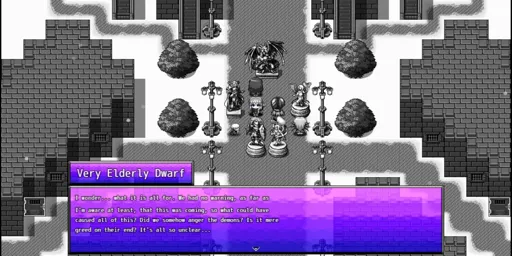 Very Elderly Dwarf
I wonder... what it is all for. We had no warning, as far as
I'm aware at least, that this was coming, so what could have
caused all of this? Did we somehow anger the demons? Is it mere
greed on their end? It's all so unclear...